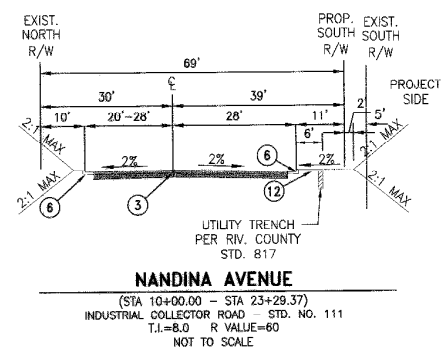 EXIST.
NORTH
R/W
PROP.
SOUTH
R/W
EXIST.
SOUTH
R/W
69'
℄
PROJECT
SIDE
30'
39'
10'
20'-28'
28'
11'
2'
5'
6'
2:1 MAX
2%
2%
6
2%
2:1 MAX
2:1 MAX
6
3
12
2:1 MAX
UTILITY TRENCH
PER RIV. COUNTY
STD. 817
NANDINA AVENUE
(STA 10+00.00 - STA 23+29.37)
INDUSTRIAL COLLECTOR ROAD - STD. NO. 111
T.I.=8.0 R VALUE=60
NOT TO SCALE